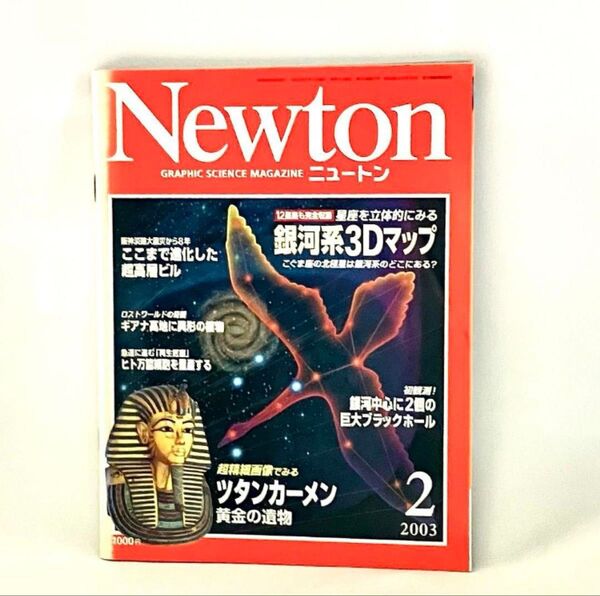 Newton
GRAPHIC SCIENCE MAGAZINE ニュートン
12星座も完全収録 星座を立体的にみる
銀河系3Dマップ
こぐま座の北極星は銀河系のどこにある?
阪神淡路大震災から8年
ここまで進化した
超高層ビル
ロストワールドの奇観
ギアナ高地に異形の植物
急速に進む「再生医療」
ヒト万能細胞を量産する
初観測!
銀河中心に2個の
巨大ブラックホール
超精細画像でみる
ツタンカーメン
黄金の遺物
2
2003
1000円